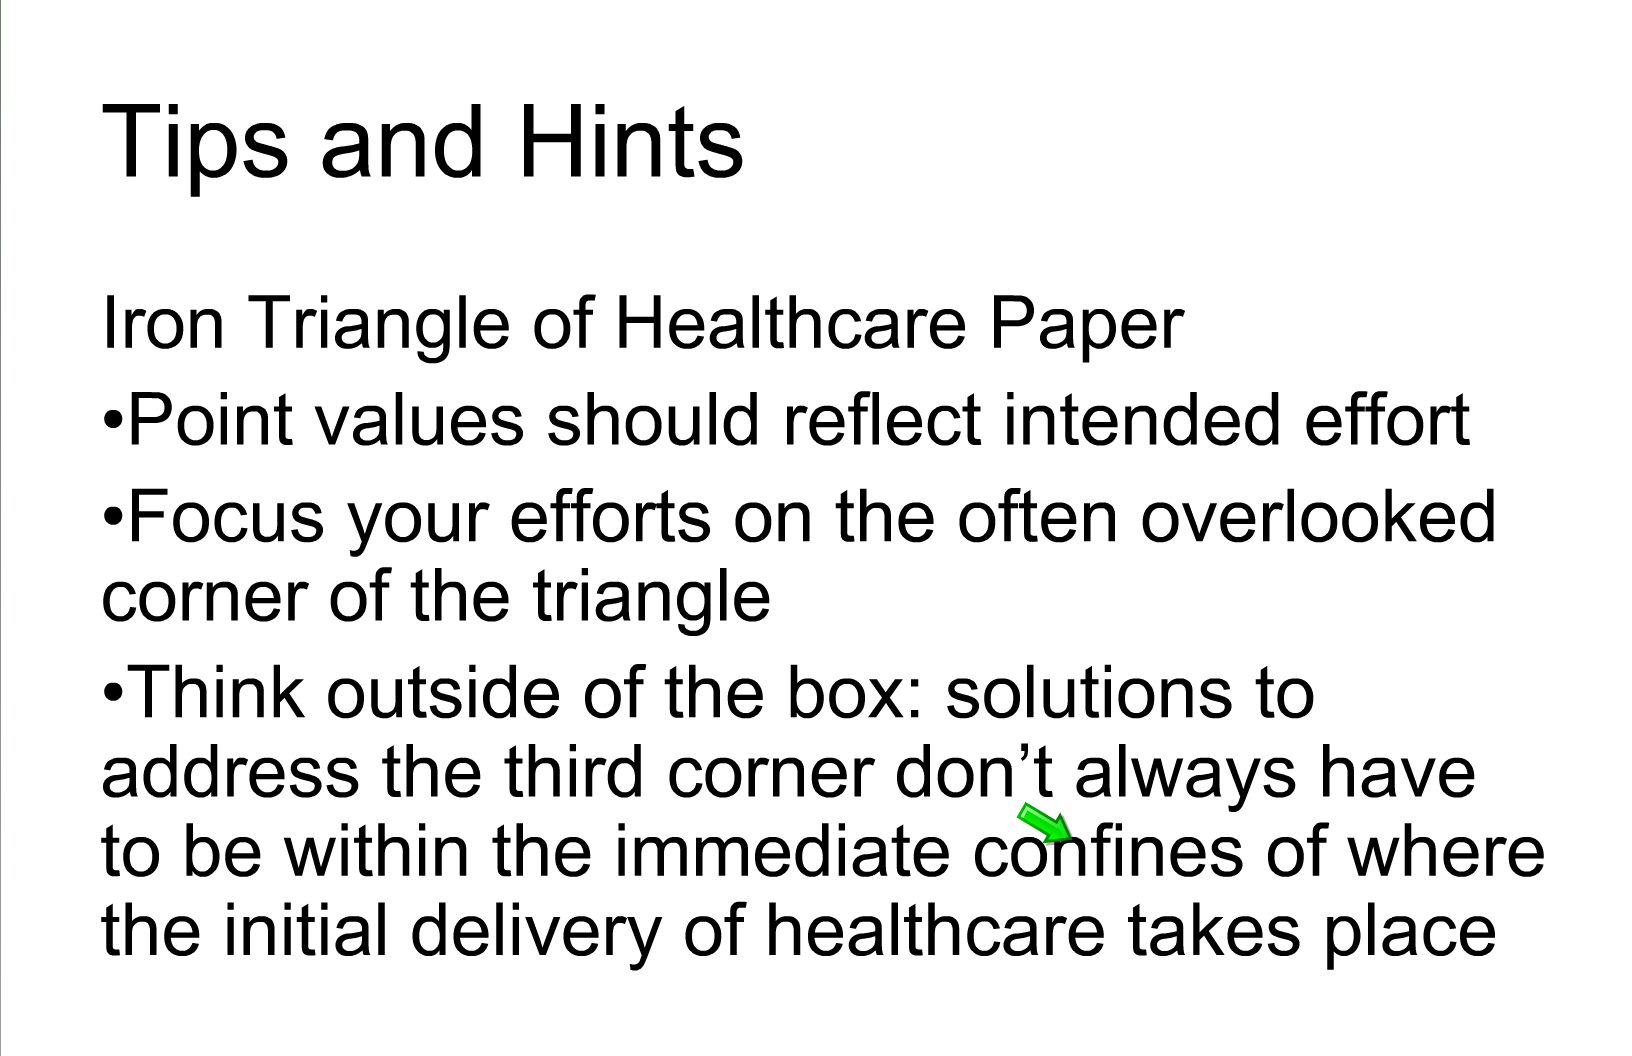 Tips and Hints
Iron Triangle of Healthcare Paper
•Point values should reflect intended effort
•Focus your efforts on the often overlooked
corner of the triangle
•Think outside of the box: solutions to
address the third corner don’t always have
to be within the immediate confines of where
the initial delivery of healthcare takes place